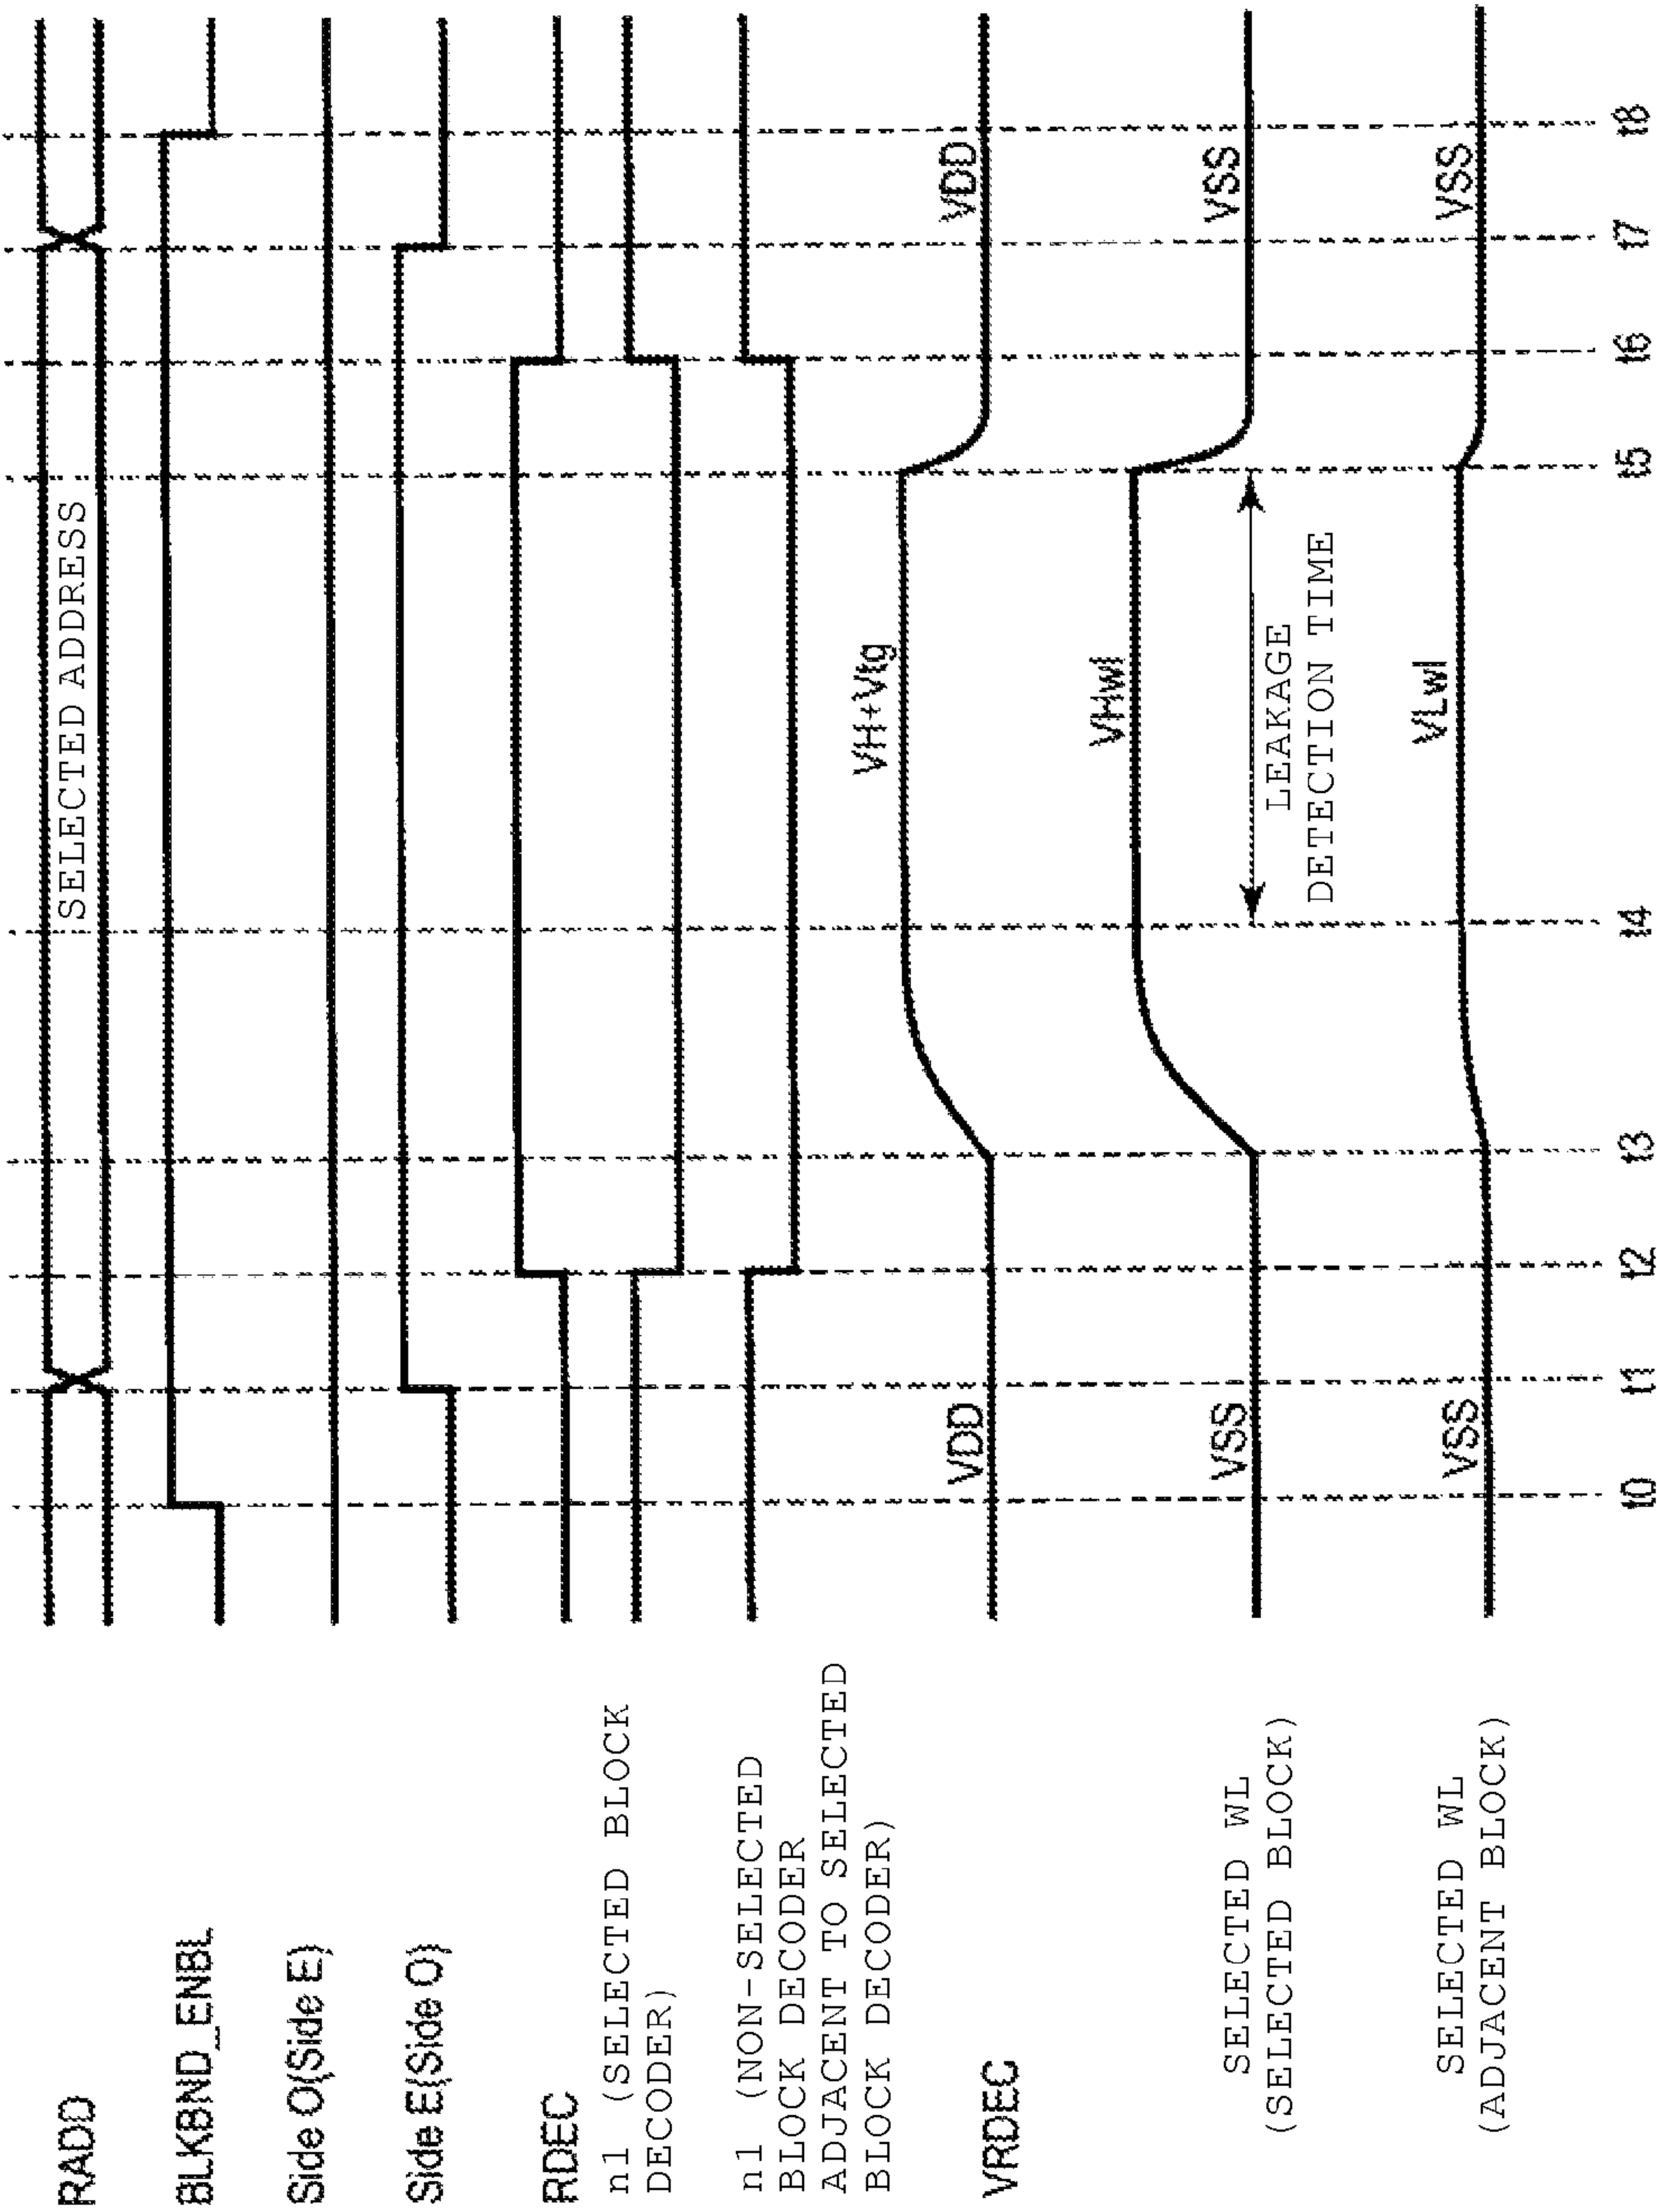 RADD
SELECTED ADDRESS
BLKBND_ENBL
Side O(Side E)
Side E(Side O)
RDEC
n1 (SELECTED BLOCK
DECODER)
n1 (NON-SELECTED
BLOCK DECODER
ADJACENT TO SELECTED
BLOCK DECODER)
VRDEC
VDD
VH+Vtg
VDD
SELECTED WL
(SELECTED BLOCK)
VSS
VHwl
VSS
LEAKAGE
DETECTION TIME
SELECTED WL
(ADJACENT BLOCK)
VSS
VLwl
VSS
t0 t1 t2 t3 t4 t5 t6 t7 t8